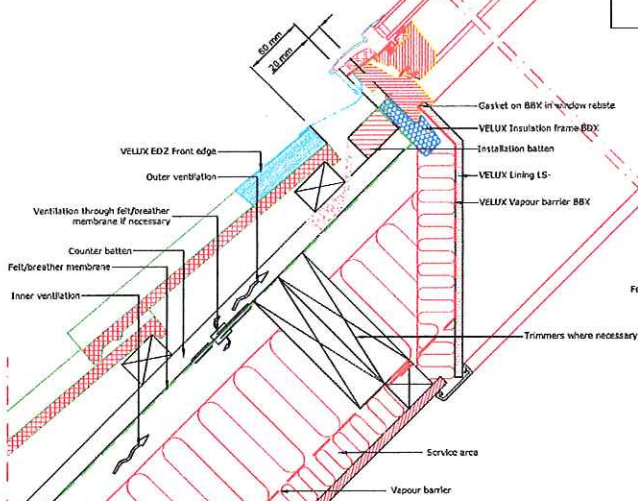 60 mm
20 mm
Gasket on BBX in window rebate
VELUX Insulation frame BDX
VELUX EDZ Front edge
Installation batten
Outer ventilation
VELUX Lining LS-
Ventilation through felt/breather
membrane if necessary
VELUX Vapour barrier BBX
Counter batten
Felt/breather membrane
Inner ventilation
Trimmers where necessary
Service area
Vapour barrier